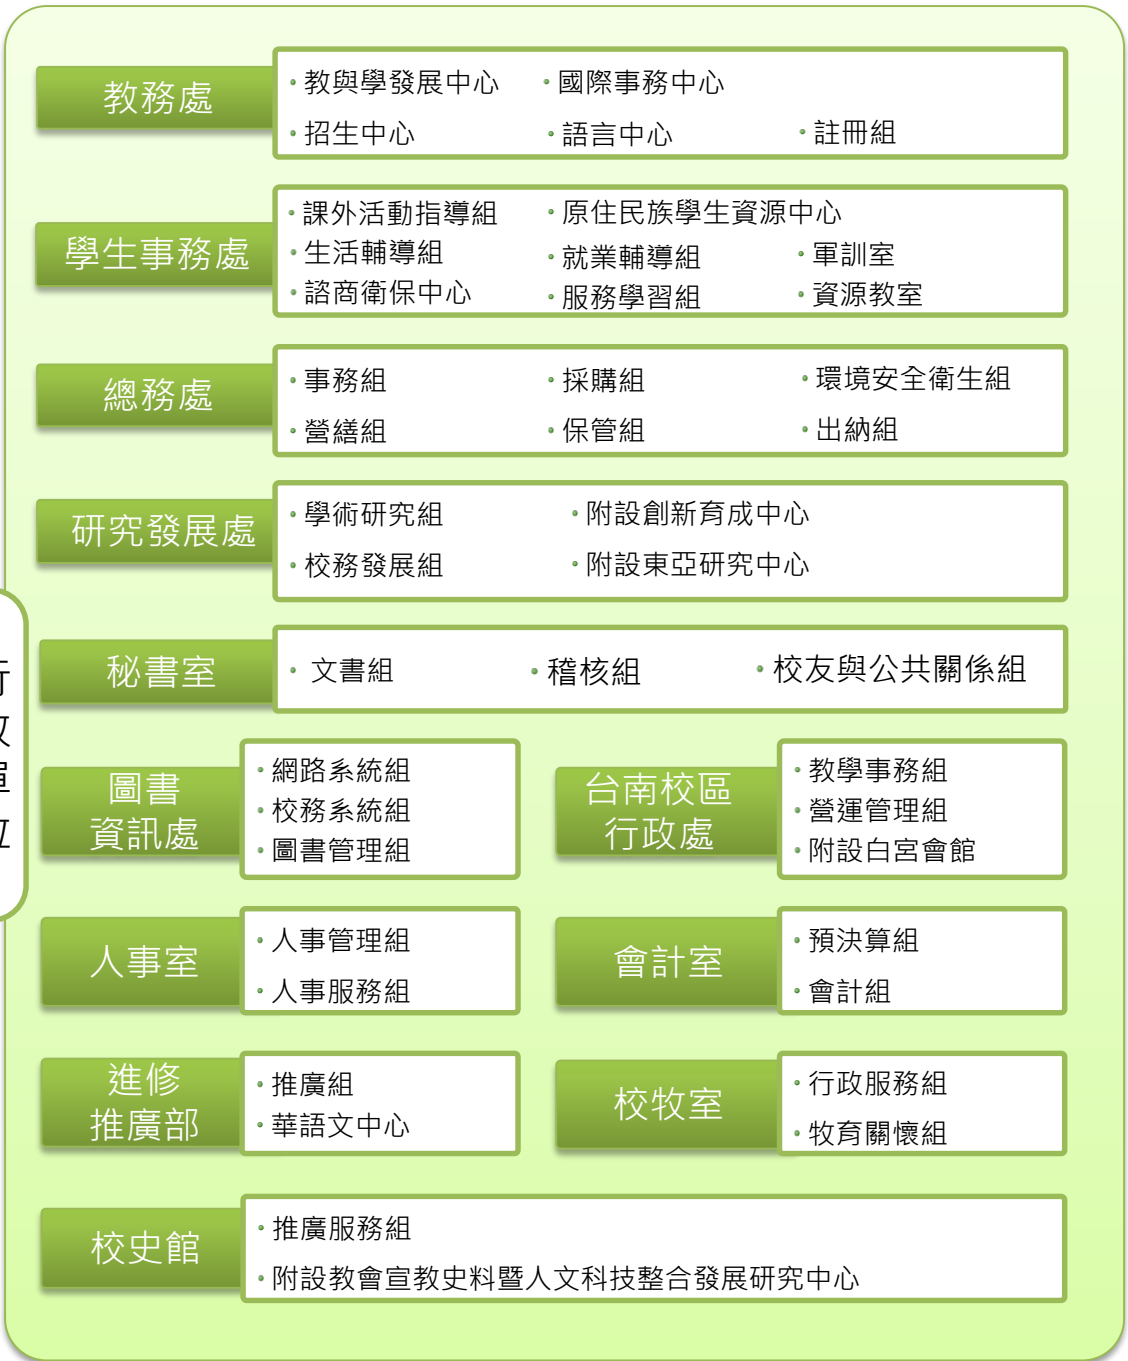 教務處
・教與學發展中心 ・國際事務中心
・招生中心 ・語言中心 ・註冊組
學生事務處
・課外活動指導組 ・原住民族學生資源中心
・生活輔導組 ・就業輔導組 ・軍訓室
・諮商衛保中心 ・服務學習組 ・資源教室
總務處
・事務組 ・採購組 ・環境安全衛生組
・營繕組 ・保管組 ・出納組
研究發展處
・學術研究組 ・附設創新育成中心
・校務發展組 ・附設東亞研究中心
秘書室
・文書組 ・稽核組 ・校友與公共關係組
圖書
資訊處
・網路系統組
・校務系統組
・圖書管理組
台南校區
行政處
・教學事務組
・營運管理組
・附設白宮會館
人事室
・人事管理組
・人事服務組
會計室
・預決算組
・會計組
進修
推廣部
・推廣組
・華語文中心
校牧室
・行政服務組
・牧育關懷組
校史館
・推廣服務組
・附設教會宣教史料暨人文科技整合發展研究中心